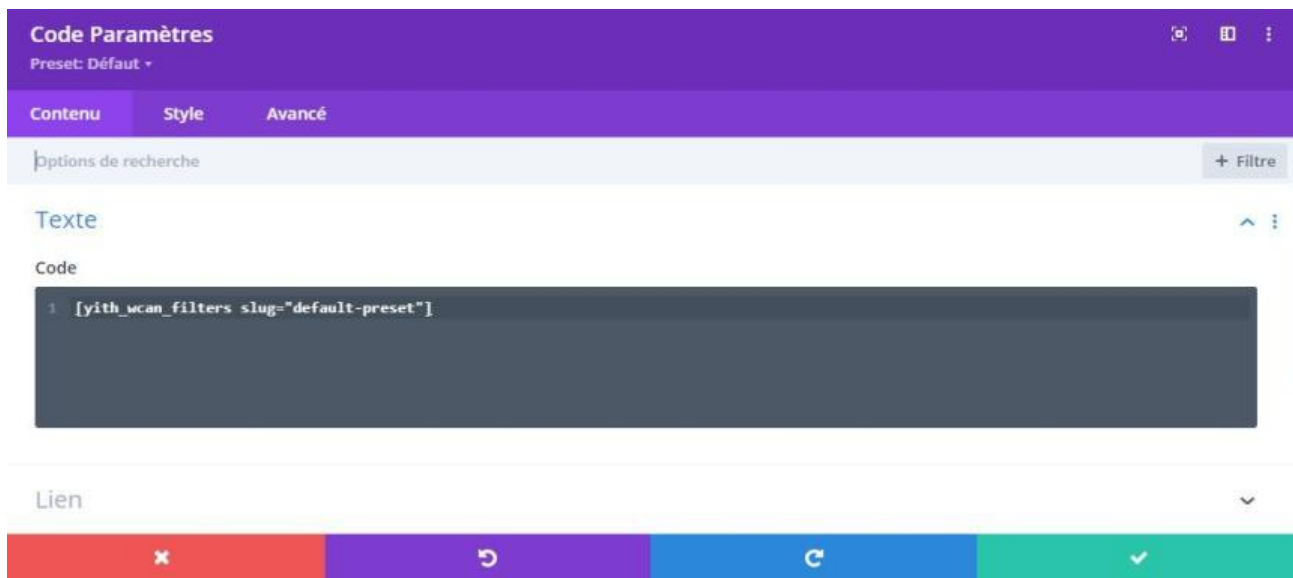 Code Paramètres
Preset: Défaut
Contenu Style Avancé
Options de recherche + Filtre
Texte
Code
1 [yith_wcan_filters slug="default-preset"]
Lien